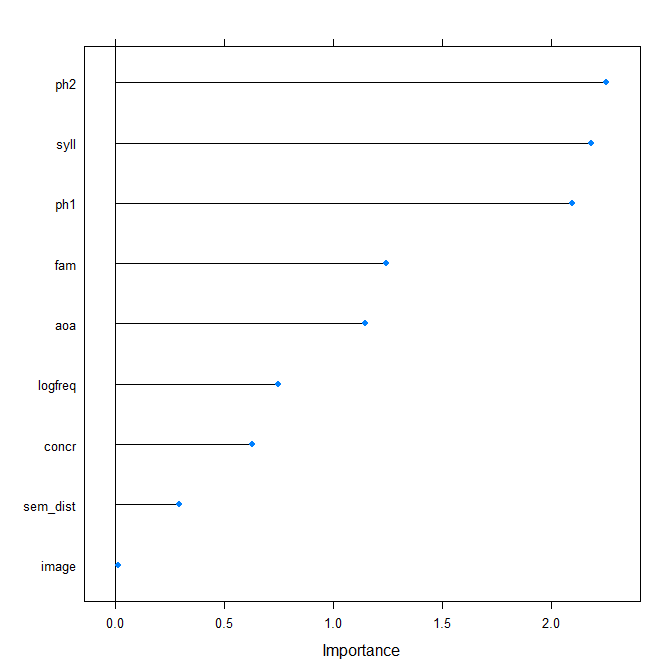 ph2
syll
ph1
fam
aoa
logfreq
concr
sem_dist
image
0.0 0.5 1.0 1.5 2.0
Importance